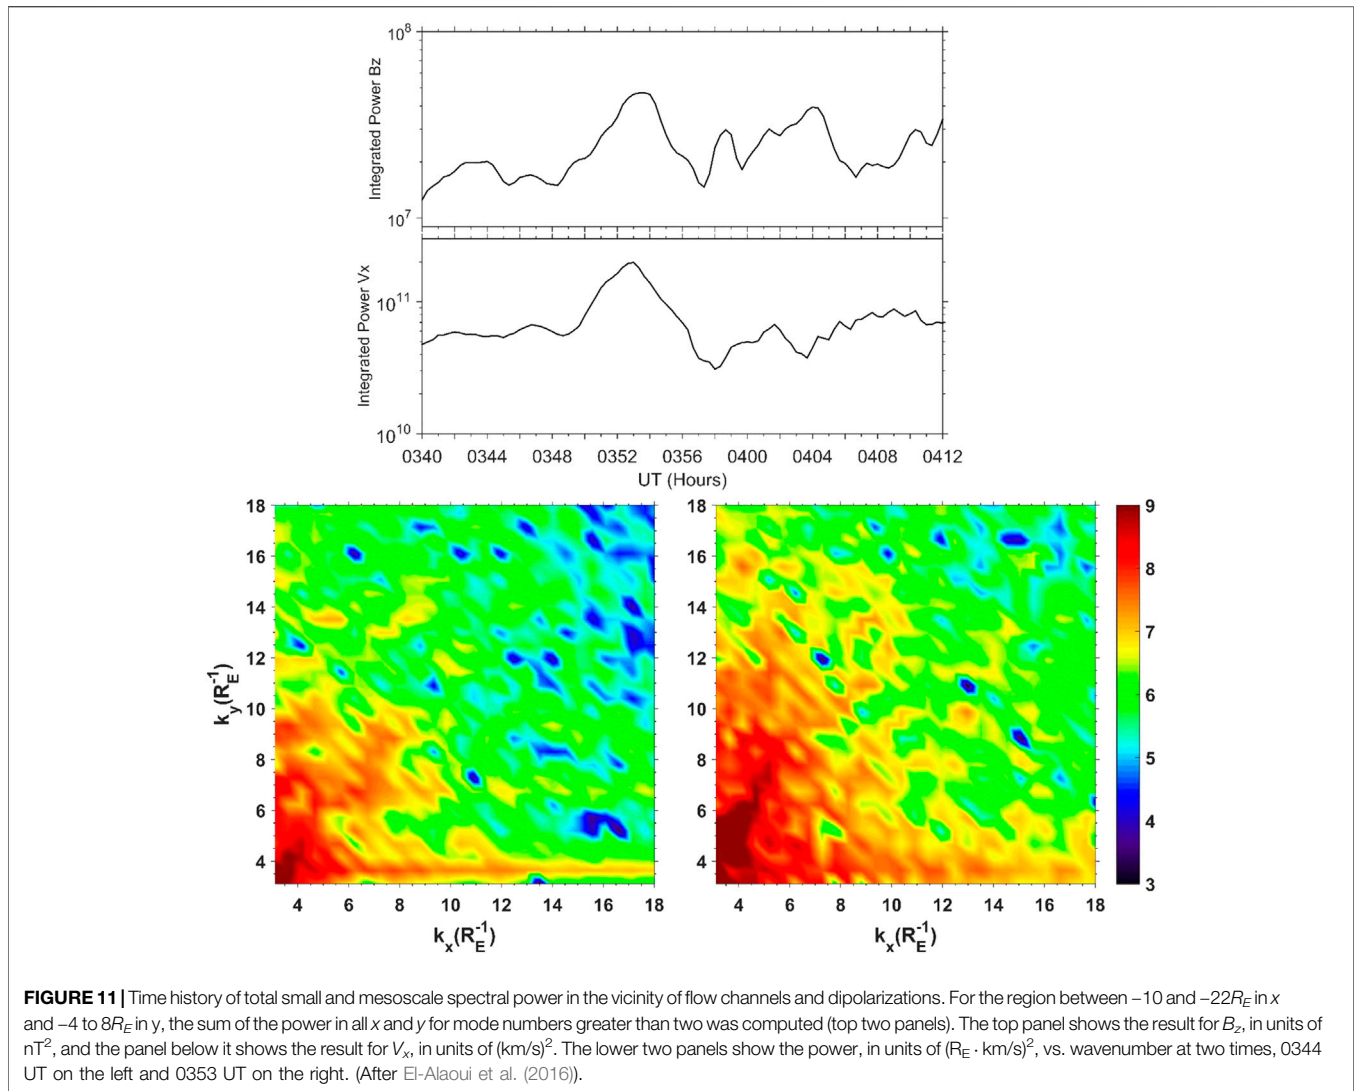 10^8
Integrated Power Bz
10^7
Integrated Power Vx
10^11
10^10
0340 0344 0348 0352 0356 0400 0404 0408 0412
UT (Hours)
18
16
14
12
10
8
6
4
k_y(R_E^-1)
4 6 8 10 12 14 16 18
k_x(R_E^-1)
18
16
14
12
10
8
6
4
4 6 8 10 12 14 16 18
k_x(R_E^-1)
9
8
7
6
5
4
3
FIGURE 11 | Time history of total small and mesoscale spectral power in the vicinity of flow channels and dipolarizations. For the region between −10 and −22R_E in x
and −4 to 8R_E in y, the sum of the power in all x and y for mode numbers greater than two was computed (top two panels). The top panel shows the result for B_z, in units of
nT^2, and the panel below it shows the result for V_x, in units of (km/s)^2. The lower two panels show the power, in units of (R_E · km/s)^2, vs. wavenumber at two times, 0344
UT on the left and 0353 UT on the right. (After El-Alaoui et al. (2016)).